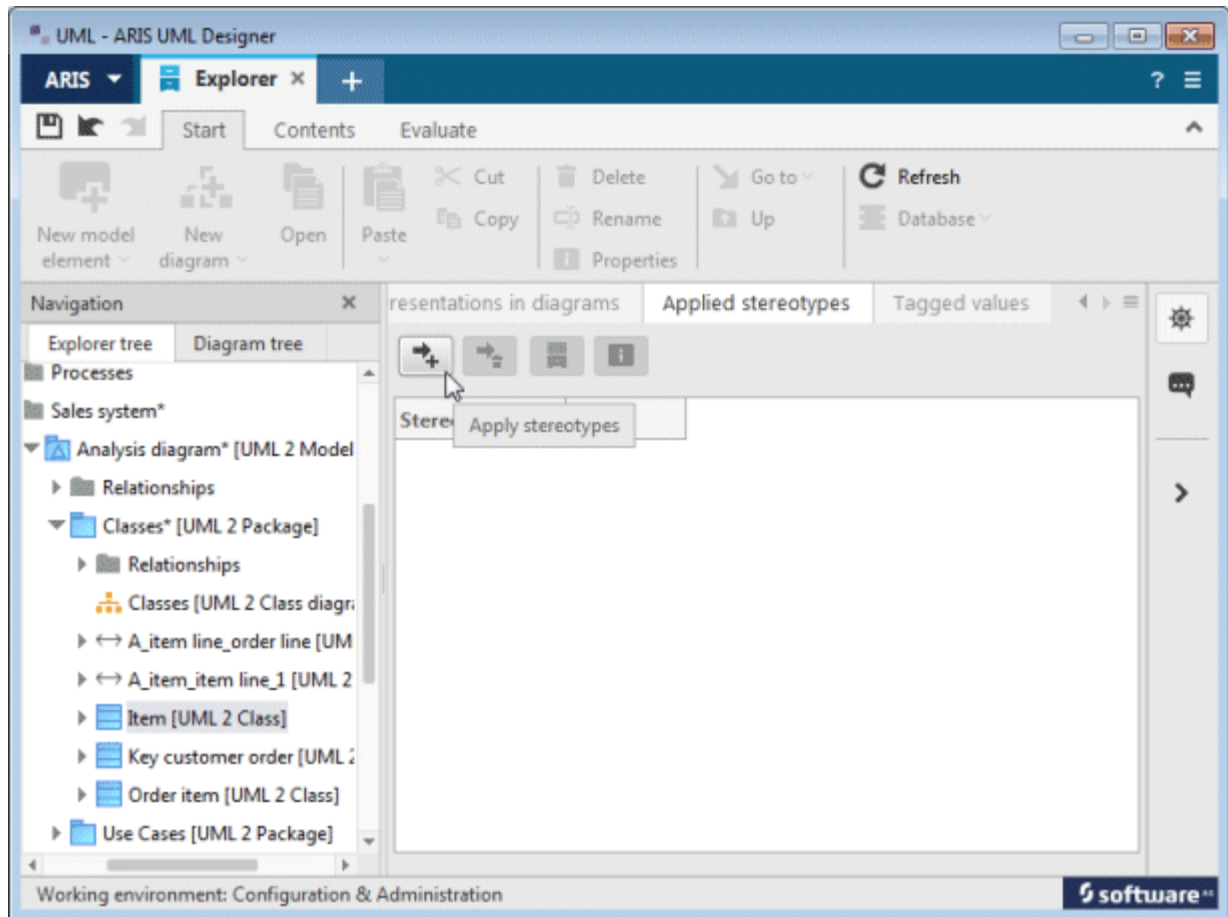 UML - ARIS UML Designer
ARIS Explorer × + ?
Start Contents Evaluate
New model element
New diagram
Open
Paste
Cut
Copy
Delete
Rename
Properties
Go to
Up
Refresh
Database
Navigation
Explorer tree Diagram tree
Processes
Sales system*
Analysis diagram* [UML 2 Model
Relationships
Classes* [UML 2 Package]
Relationships
Classes [UML 2 Class diagra
A_item line_order line [UM
A_item_item line_1 [UML 2
Item [UML 2 Class]
Key customer order [UML 2
Order item [UML 2 Class]
Use Cases [UML 2 Package]
resentations in diagrams Applied stereotypes Tagged values
Stere
Apply stereotypes
Working environment: Configuration & Administration
software AG